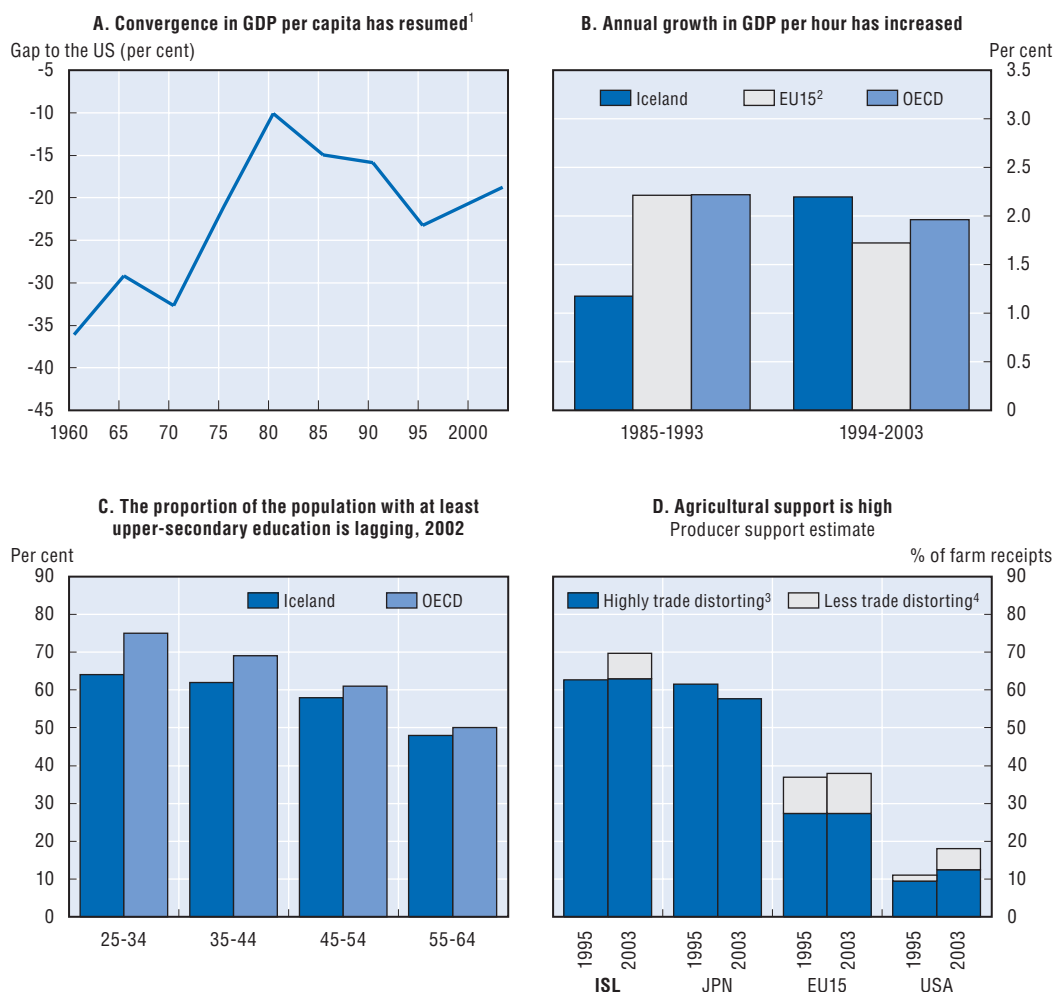 A. Convergence in GDP per capita has resumed1
Gap to the US (per cent)
-5
-10
-15
-20
-25
-30
-35
-40
-45
1960 65 70 75 80 85 90 95 2000
B. Annual growth in GDP per hour has increased
Per cent
3.5
Iceland EU152 OECD
3.0
2.5
2.0
1.5
1.0
0.5
0
1985-1993 1994-2003
C. The proportion of the population with at least
upper-secondary education is lagging, 2002
Per cent
90
Iceland OECD
80
70
60
50
40
30
20
10
0
25-34 35-44 45-54 55-64
D. Agricultural support is high
Producer support estimate
% of farm receipts
90
Highly trade distorting3 Less trade distorting4
80
70
60
50
40
30
20
10
0
1995 2003 1995 2003 1995 2003 1995 2003
ISL JPN EU15 USA